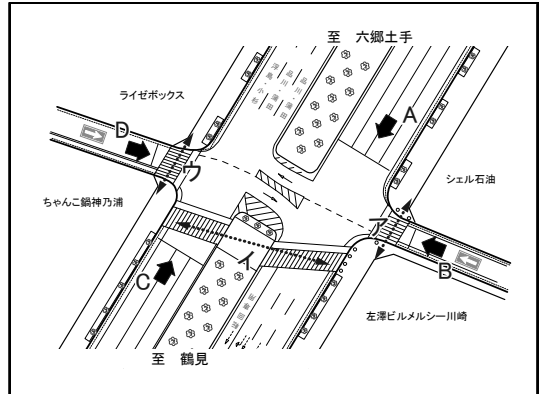 至 六郷土手
ライゼボックス
A
D
ウ
シェル石油
ちゃんこ鍋神乃浦
ア
イ
B
C
左澤ビルメルシー川崎
至 鶴見